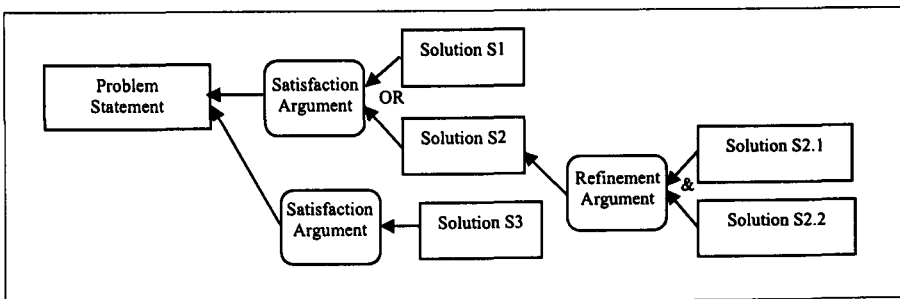 Problem
Statement
Satisfaction
Argument
OR
Solution S1
Solution S2
Satisfaction
Argument
Solution S3
Refinement
Argument
&
Solution S2.1
Solution S2.2